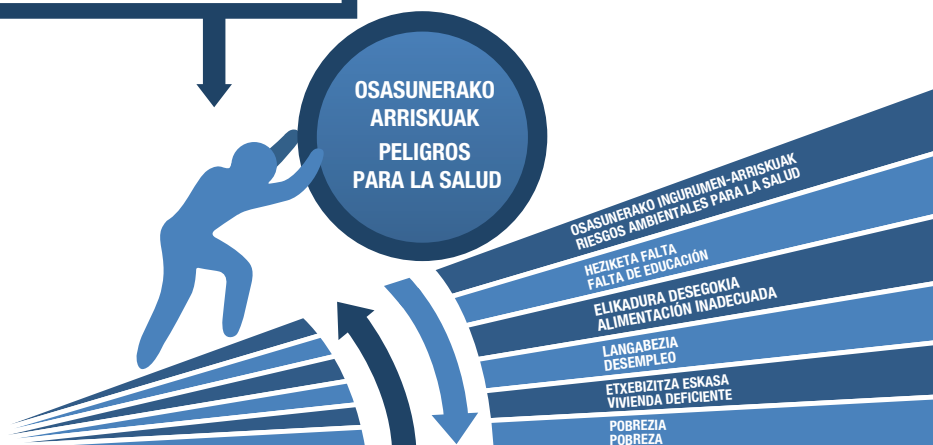 OSASUNERAKO
ARRISKUAK
PELIGROS
PARA LA SALUD
OSASUNERAKO INGURUMEN-ARRISKUAK
RIESGOS AMBIENTALES PARA LA SALUD
HEZIKETA FALTA
FALTA DE EDUCACIÓN
ELIKADURA DESEGOKIA
ALIMENTACIÓN INADECUADA
LANGABEZIA
DESEMPLEO
ETXEBIZITZA ESKASA
VIVIENDA DEFICIENTE
POBREZIA
POBREZA